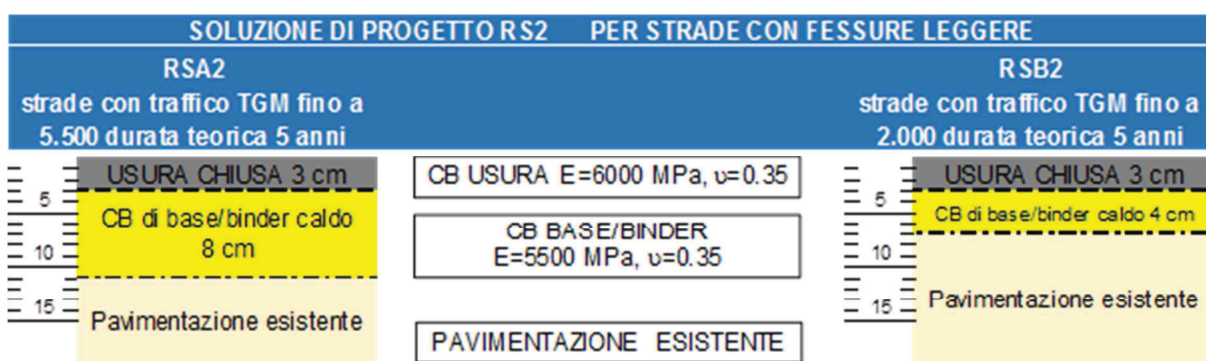 SOLUZIONE DI PROGETTO RS2 PER STRADE CON FESSURE LEGGERE
RSA2
strade con traffico TGM fino a
5.500 durata teorica 5 anni
RSB2
strade con traffico TGM fino a
2.000 durata teorica 5 anni
5
10
15
USURA CHIUSA 3 cm
CB di base/binder caldo
8 cm
Pavimentazione esistente
CB USURA E=6000 MPa, υ=0.35
CB BASE/BINDER
E=5500 MPa, υ=0.35
PAVIMENTAZIONE ESISTENTE
5
10
15
USURA CHIUSA 3 cm
CB di base/binder caldo 4 cm
Pavimentazione esistente